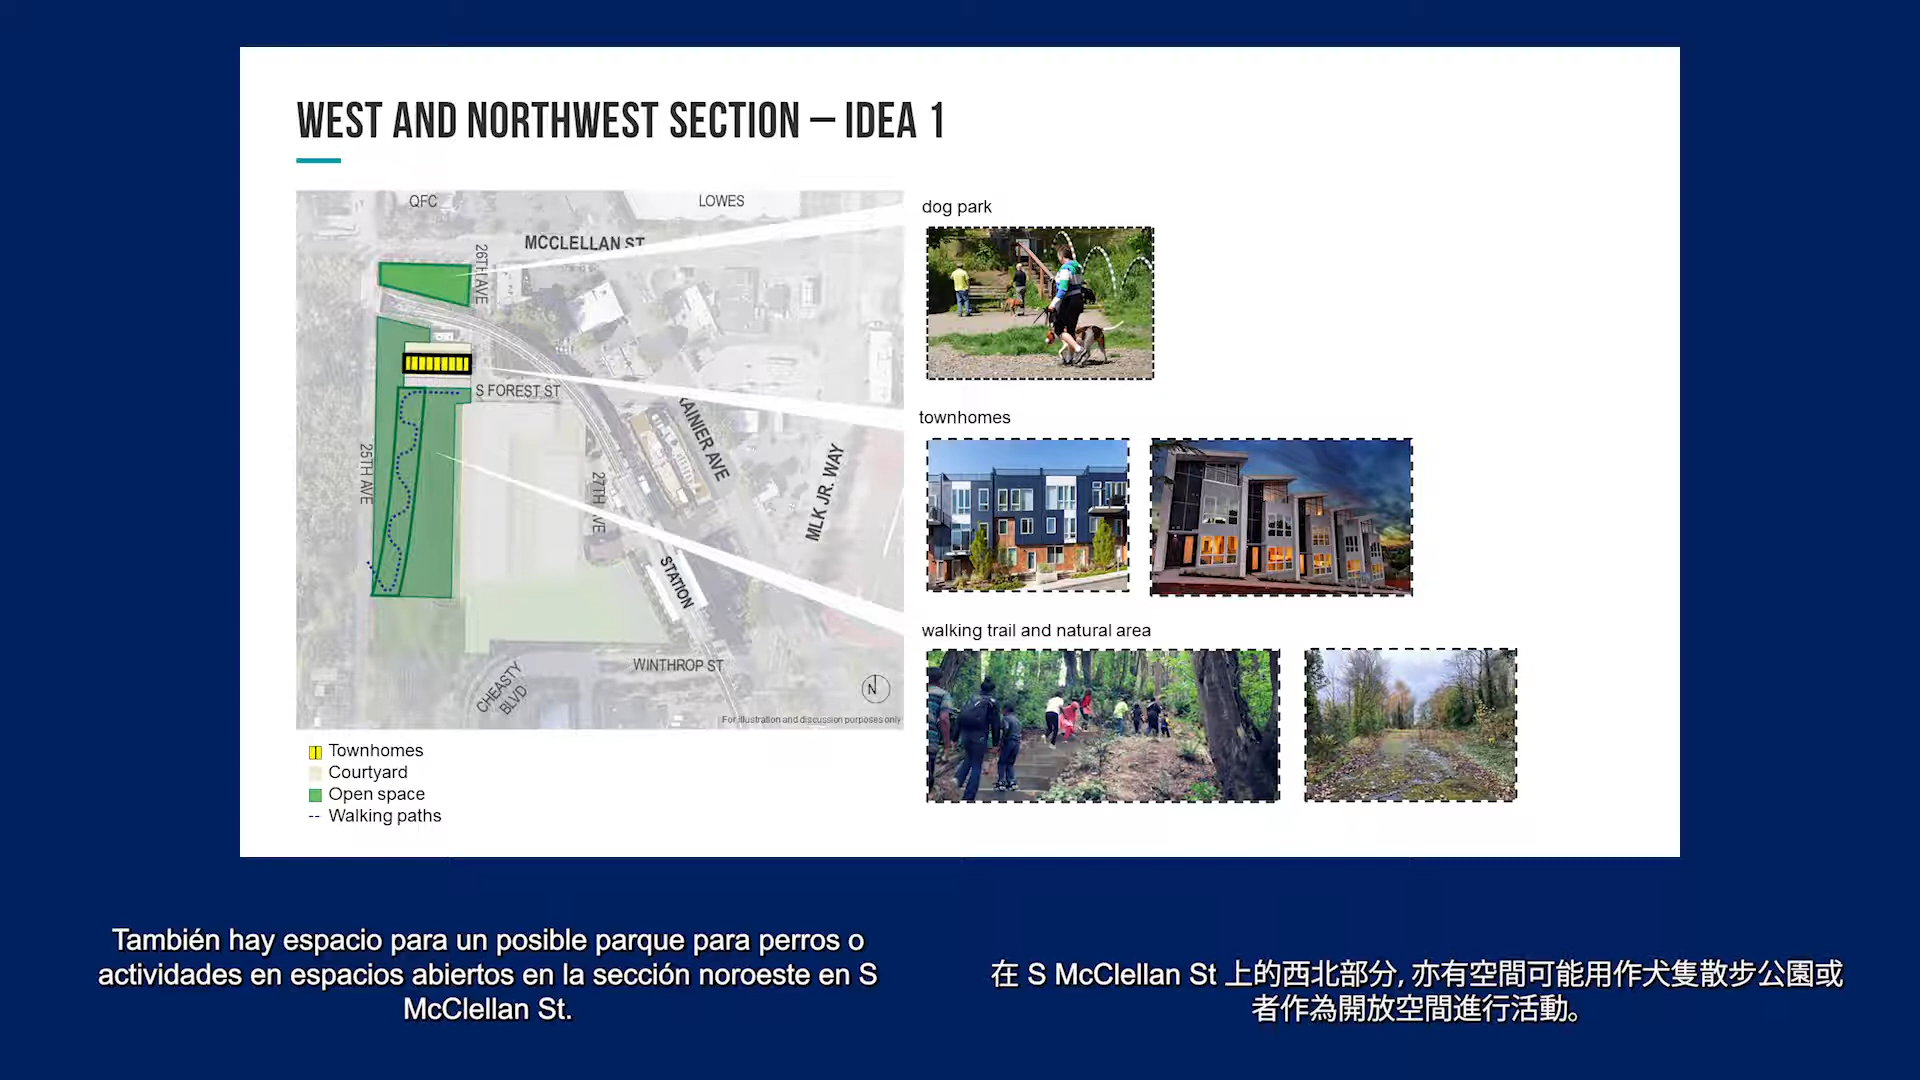 WEST AND NORTHWEST SECTION – IDEA 1
QFC
LOWES
MCCLELLAN ST
26TH AVE
S FOREST ST
25TH AVE
27TH AVE
RAINIER AVE
MLK JR. WAY
STATION
WINTHROP ST
CHEASTY
BLVD
N
For illustration and discussion purposes only
Townhomes
Courtyard
Open space
Walking paths
dog park
townhomes
walking trail and natural area
También hay espacio para un posible parque para perros o
actividades en espacios abiertos en la sección noroeste en S
McClellan St.
在 S McClellan St 上的西北部分, 亦有空間可能用作犬隻散步公園或
者作為開放空間進行活動。